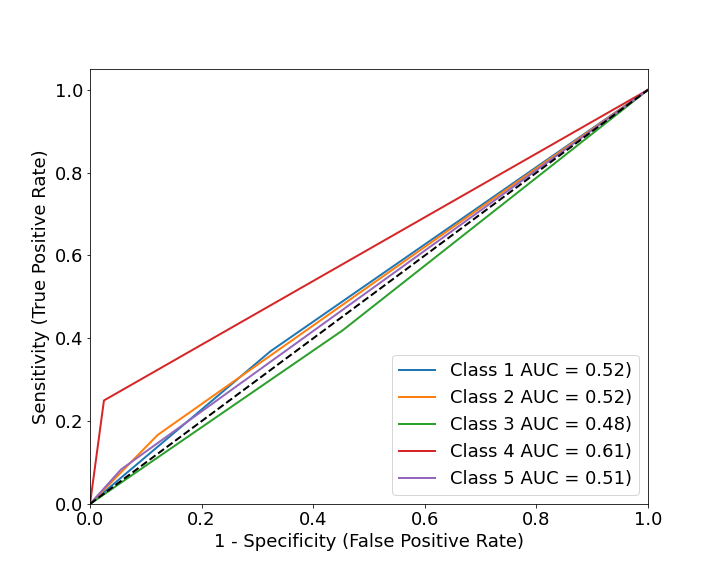 1.0
0.8
0.6
0.4
0.2
0.0
Sensitivity (True Positive Rate)
Class 1 AUC = 0.52)
Class 2 AUC = 0.52)
Class 3 AUC = 0.48)
Class 4 AUC = 0.61)
Class 5 AUC = 0.51)
0.0 0.2 0.4 0.6 0.8 1.0
1 - Specificity (False Positive Rate)